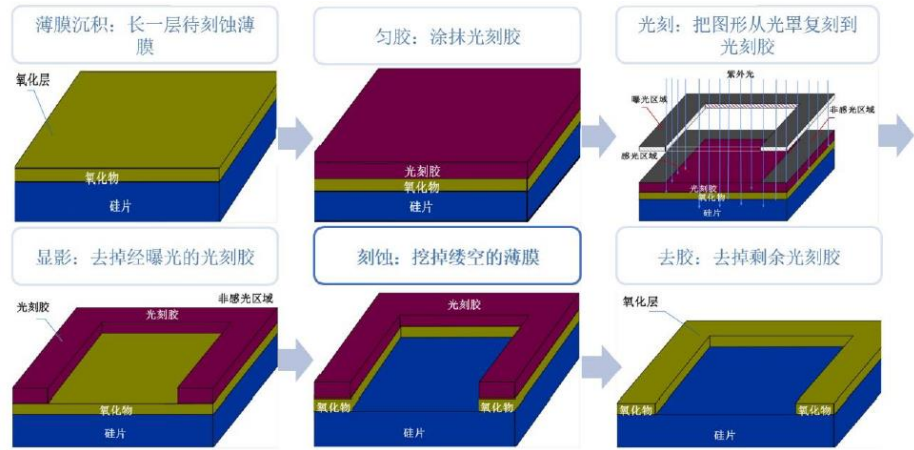 薄膜沉积：长一层待刻蚀薄
膜
匀胶：涂抹光刻胶
光刻：把图形从光罩复刻到
光刻胶
氧化层
氧化物
硅片
光刻胶
氧化物
硅片
紫外光
曝光区域
非感光区域
感光区域
光刻胶
氧化物
硅片
显影：去掉经曝光的光刻胶
刻蚀：挖掉缕空的薄膜
去胶：去掉剩余光刻胶
光刻胶
非感光区域
光刻胶
氧化物
硅片
光刻胶
氧化物
氧化物
硅片
氧化层
氧化物
氧化物
硅片